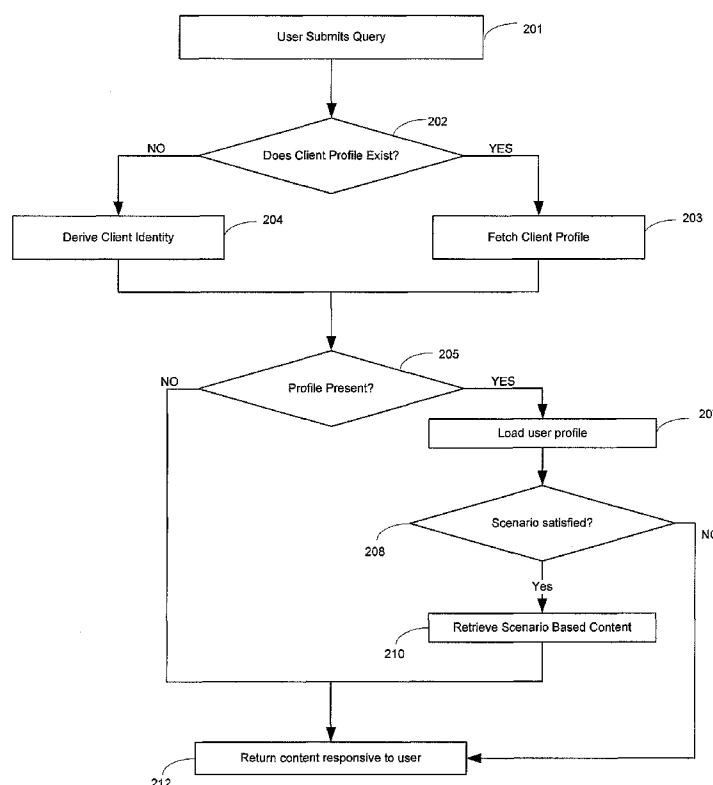 User Submits Query
201
202
Does Client Profile Exist?
NO
YES
Derive Client Identity
204
Fetch Client Profile
203
205
Profile Present?
NO
YES
Load user profile
Scenario satisfied?
208
Yes
Retrieve Scenario Based Content
210
Return content responsive to user
212